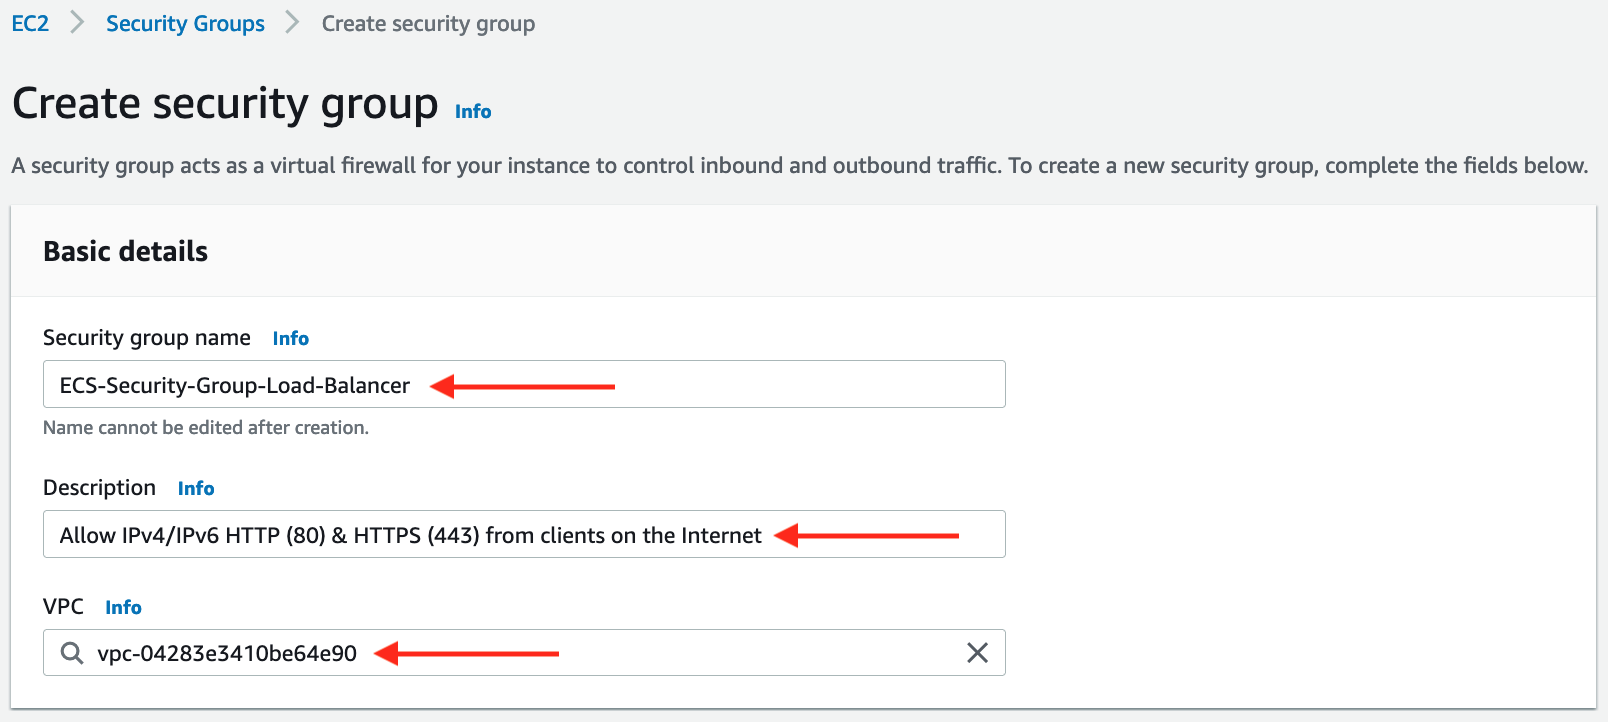 EC2 Security Groups Create security group
Create security group Info
A security group acts as a virtual firewall for your instance to control inbound and outbound traffic. To create a new security group, complete the fields below.
Basic details
Security group name Info
ECS-Security-Group-Load-Balancer
Name cannot be edited after creation.
Description Info
Allow IPv4/IPv6 HTTP (80) & HTTPS (443) from clients on the Internet
VPC Info
vpc-04283e3410be64e90